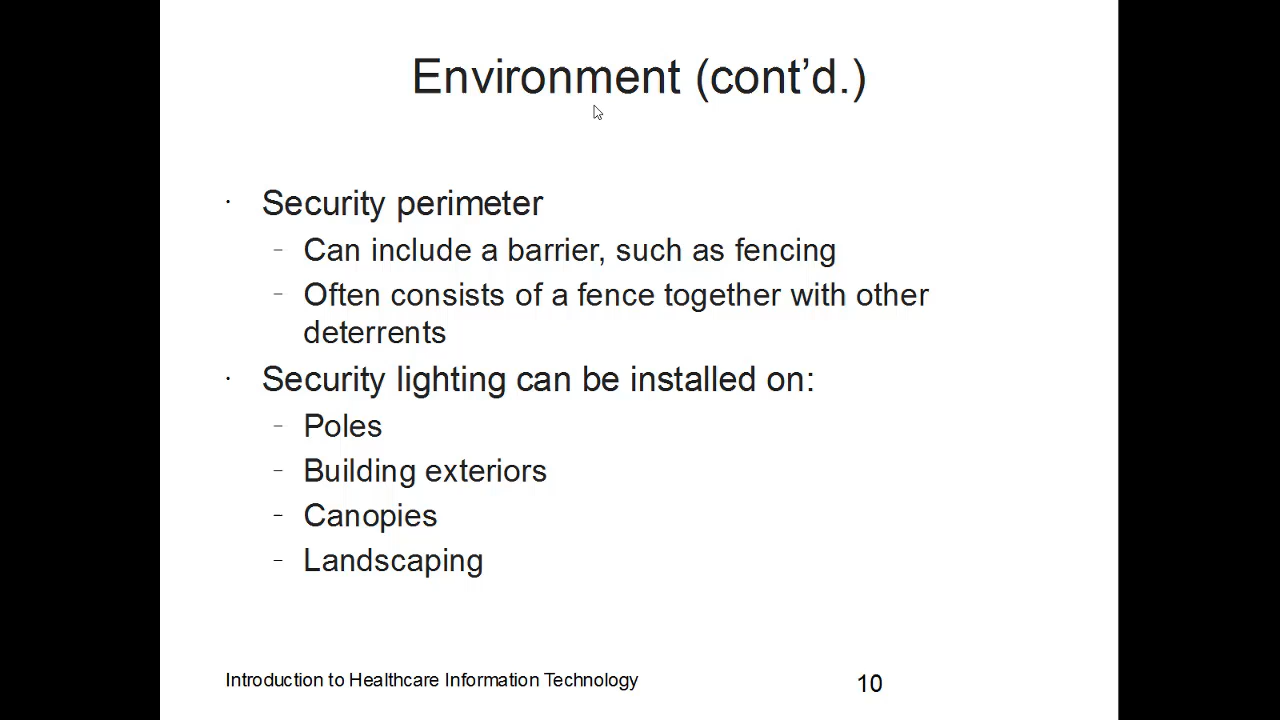 Environment (cont’d.)
· Security perimeter
– Can include a barrier, such as fencing
– Often consists of a fence together with other
deterrents
· Security lighting can be installed on:
– Poles
– Building exteriors
– Canopies
– Landscaping
Introduction to Healthcare Information Technology
10